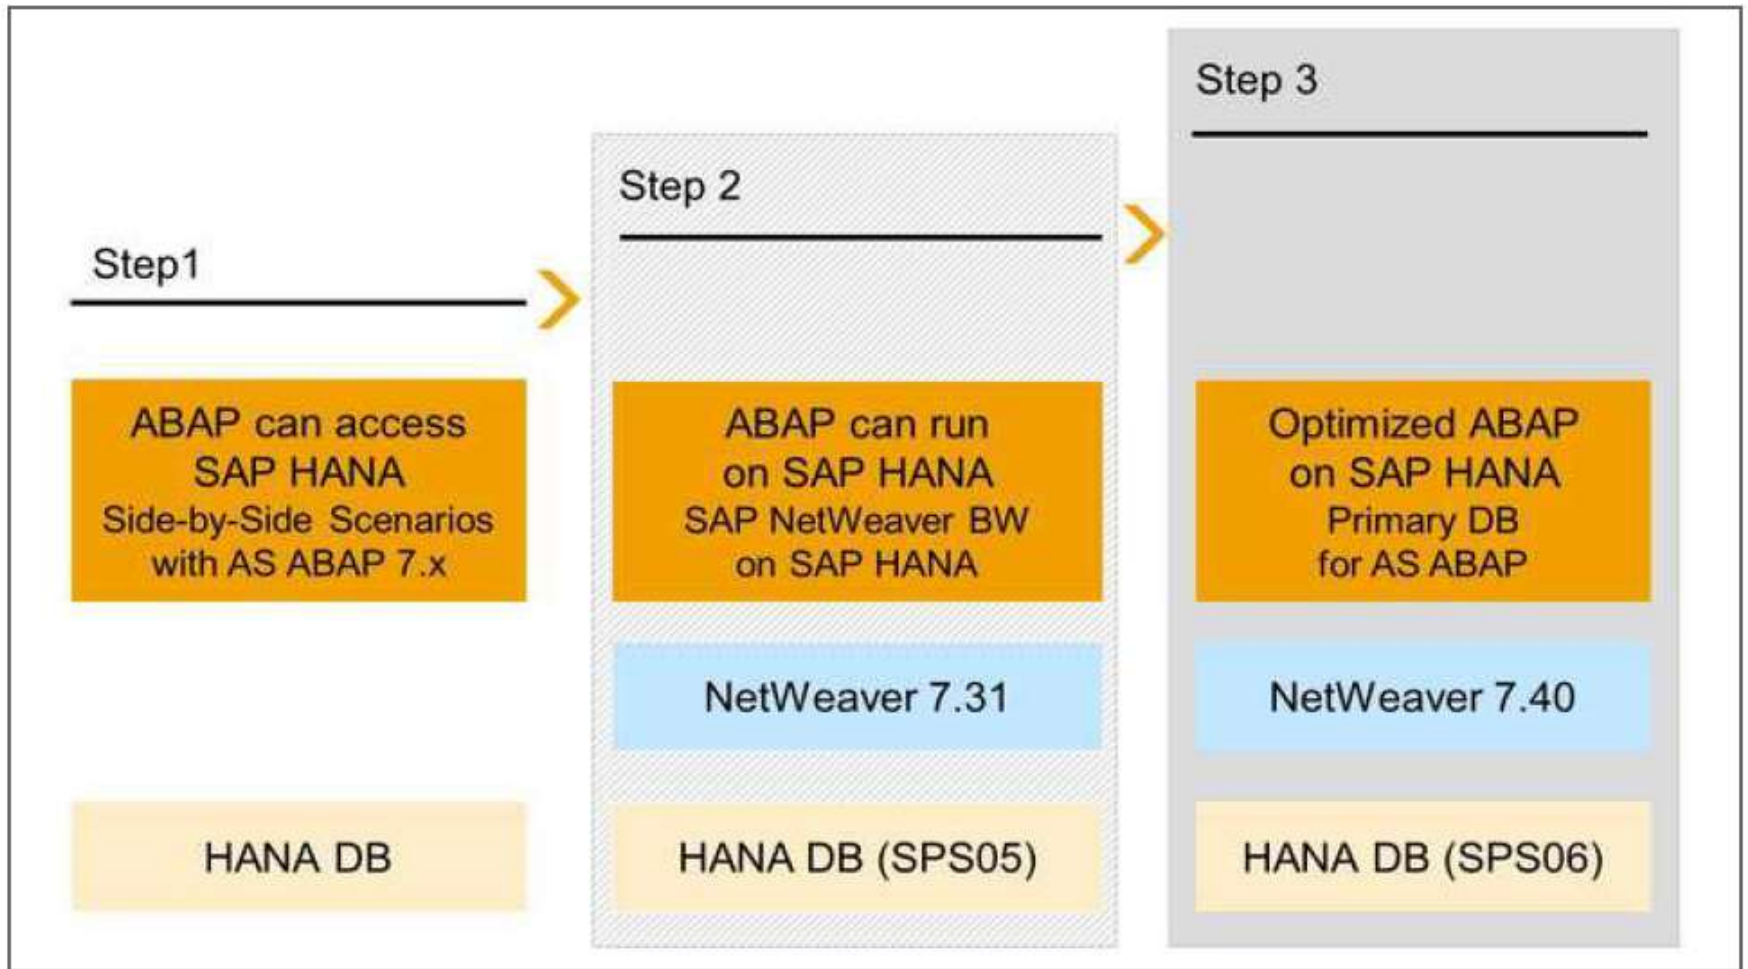 Step1
ABAP can access
SAP HANA
Side-by-Side Scenarios
with AS ABAP 7.x
HANA DB
Step 2
ABAP can run
on SAP HANA
SAP NetWeaver BW
on SAP HANA
NetWeaver 7.31
HANA DB (SPS05)
Step 3
Optimized ABAP
on SAP HANA
Primary DB
for AS ABAP
NetWeaver 7.40
HANA DB (SPS06)